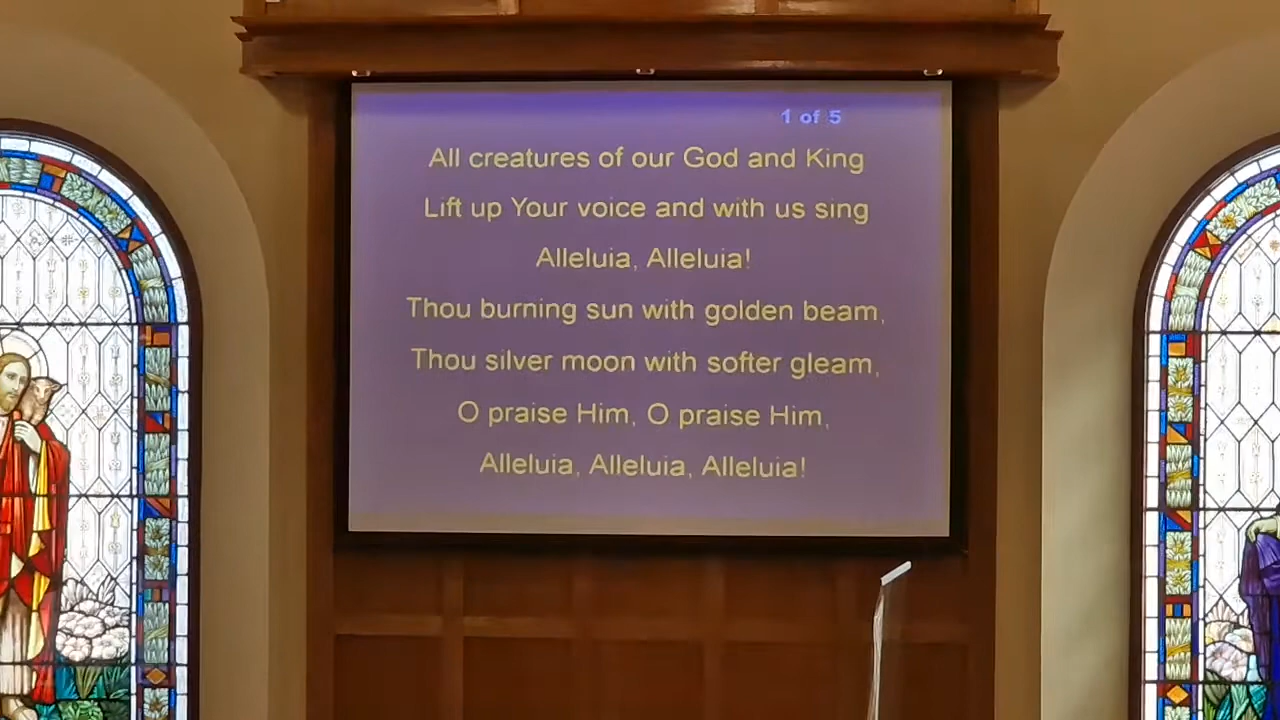 1 of 5
All creatures of our God and King
Lift up Your voice and with us sing
Alleluia, Alleluia!
Thou burning sun with golden beam,
Thou silver moon with softer gleam,
O praise Him, O praise Him,
Alleluia, Alleluia, Alleluia!